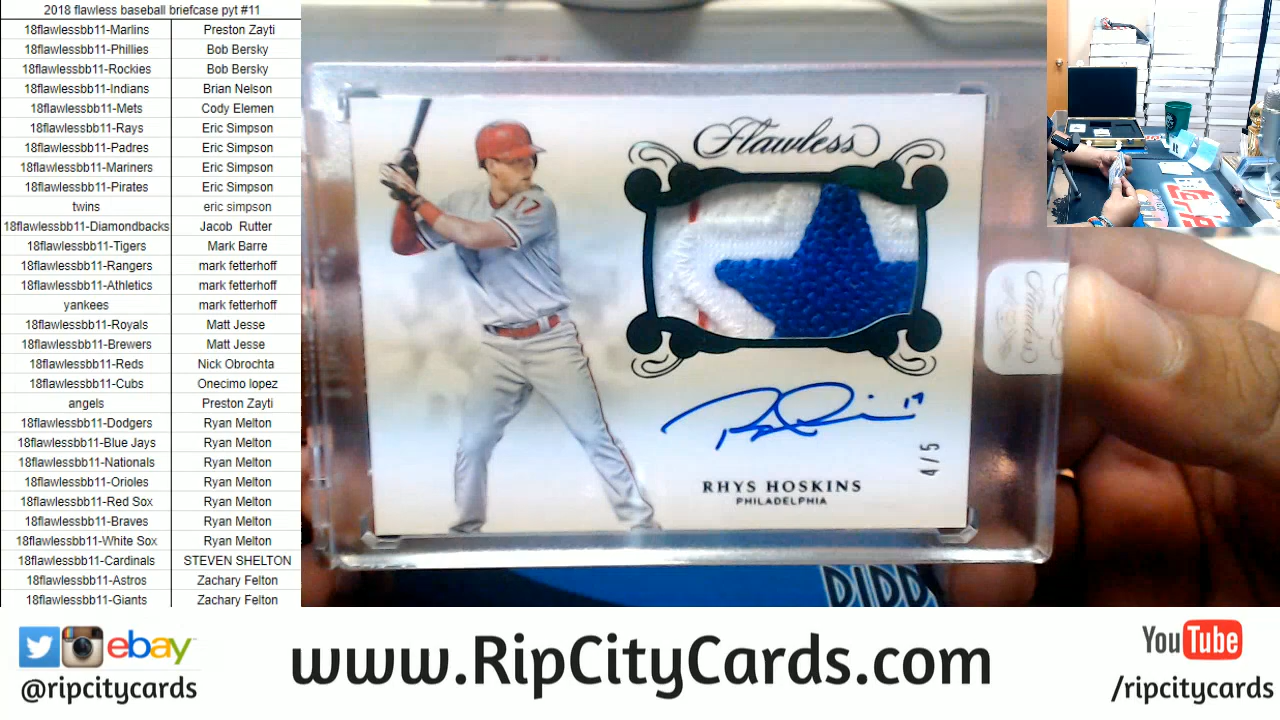 2018 flawless baseball briefcase pyt #11
18flawlessbb11-Marlins Preston Zayti
18flawlessbb11-Phillies Bob Bersky
18flawlessbb11-Rockies Bob Bersky
18flawlessbb11-Indians Brian Nelson
18flawlessbb11-Mets Cody Elemen
18flawlessbb11-Rays Eric Simpson
18flawlessbb11-Padres Eric Simpson
18flawlessbb11-Mariners Eric Simpson
18flawlessbb11-Pirates Eric Simpson
twins eric simpson
18flawlessbb11-Diamondbacks Jacob Rutter
18flawlessbb11-Tigers Mark Barre
18flawlessbb11-Rangers mark fetterhoff
18flawlessbb11-Athletics mark fetterhoff
yankees mark fetterhoff
18flawlessbb11-Royals Matt Jesse
18flawlessbb11-Brewers Matt Jesse
18flawlessbb11-Reds Nick Obrochta
18flawlessbb11-Cubs Onecimo lopez
angels Preston Zayti
18flawlessbb11-Dodgers Ryan Melton
18flawlessbb11-Blue Jays Ryan Melton
18flawlessbb11-Nationals Ryan Melton
18flawlessbb11-Orioles Ryan Melton
18flawlessbb11-Red Sox Ryan Melton
18flawlessbb11-Braves Ryan Melton
18flawlessbb11-White Sox Ryan Melton
18flawlessbb11-Cardinals STEVEN SHELTON
18flawlessbb11-Astros Zachary Felton
18flawlessbb11-Giants Zachary Felton
Flawless
17
17
4/5
RHYS HOSKINS
PHILADELPHIA
Flawless
ebay
@ripcitycards
www.RipCityCards.com
YouTube
/ripcitycards